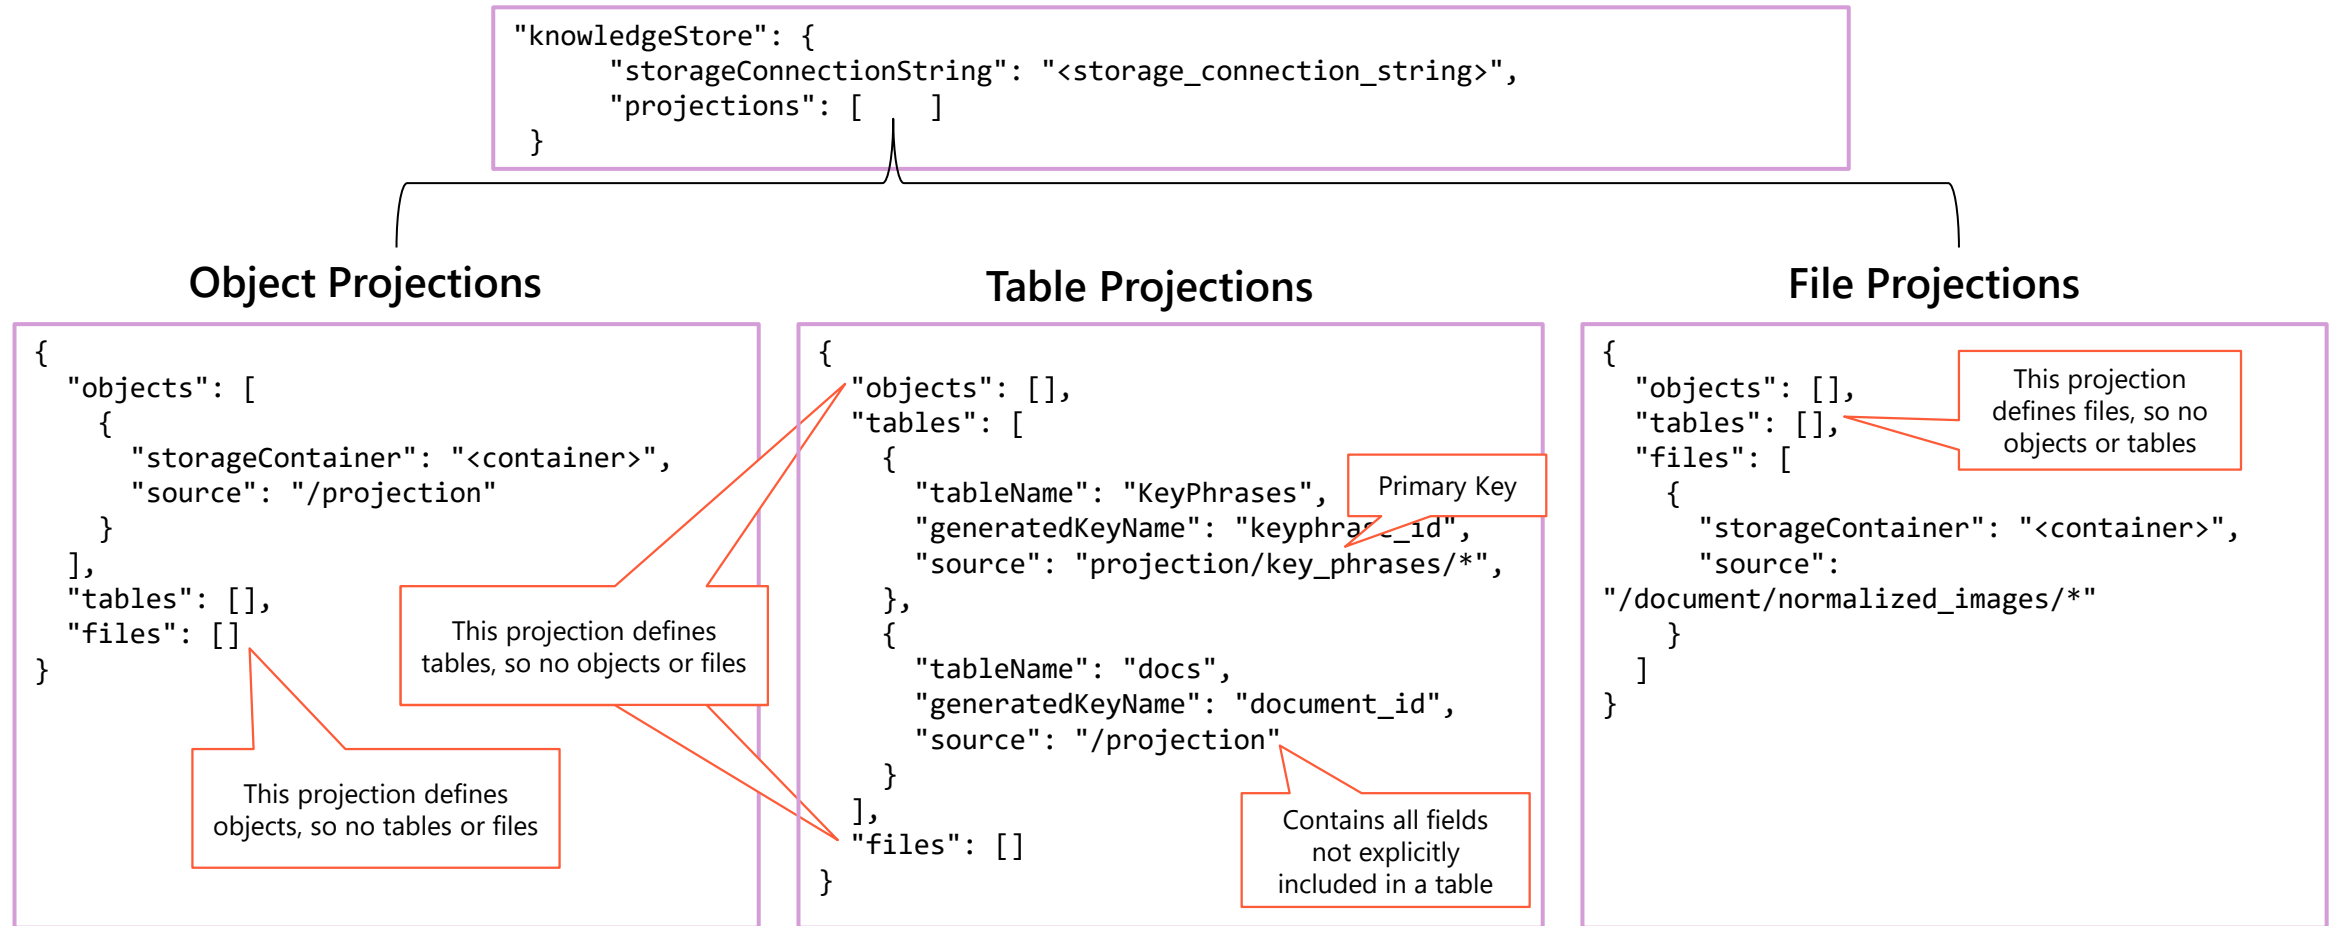 "knowledgeStore": {
"storageConnectionString": "<storage_connection_string>",
"projections": [    ]
}
Object Projections
{
"objects": [
{
"storageContainer": "<container>",
"source": "/projection"
}
],
"tables": [],
"files": []
}
This projection defines
objects, so no tables or files
This projection defines
tables, so no objects or files
Table Projections
{
"objects": [],
"tables": [
{
"tableName": "KeyPhrases",
"generatedKeyName": "keyphrase_id",
"source": "projection/key_phrases/*",
},
{
"tableName": "docs",
"generatedKeyName": "document_id",
"source": "/projection"
}
],
"files": []
}
Primary Key
Contains all fields
not explicitly
included in a table
File Projections
{
"objects": [],
"tables": [],
"files": [
{
"storageContainer": "<container>",
"source":
"/document/normalized_images/*"
}
]
}
This projection
defines files, so no
objects or tables